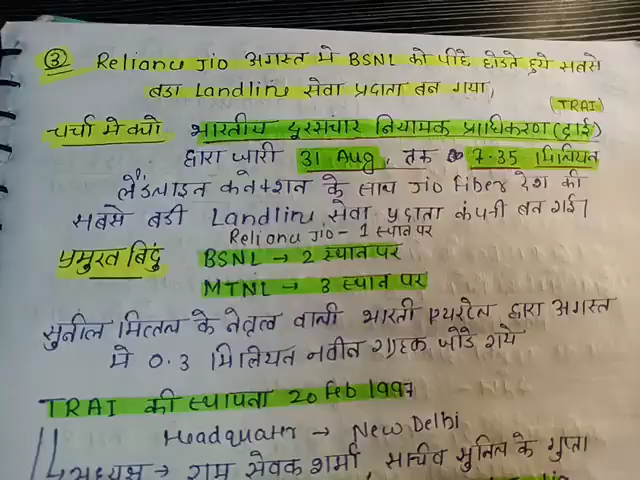 ③ Reliance Jio अगस्त मे BSNL को पीछे छोडते हुये सबसे
बडा Landline सेवा प्रदाता बन गया,
(TRAI)
चर्चा मे क्यो भारतीय दूरसंचार नियामक प्राधिकरण (ट्राई)
द्वारा जारी 31 Aug, तक 7.35 मिलियन
लैंडलाइन कनेक्शन के साथ Jio Fiber देश की
सबसे बडी Landline सेवा प्रदाता कंपनी बन गई।
Reliance Jio - 1 स्थान पर
प्रमुख बिंदु BSNL → 2 स्थान पर
MTNL → 3 स्थान पर
सुनील मित्तल के नेतृत्व वाली भारती एयरटेल द्वारा अगस्त
मे 0.3 मिलियन नवीन ग्राहक जोडे गये
TRAI की स्थापना 20 Feb 1997
Headquater → New Delhi
अध्यक्ष → राम सेवक शर्मा, सचिव सुनिल के गुप्ता